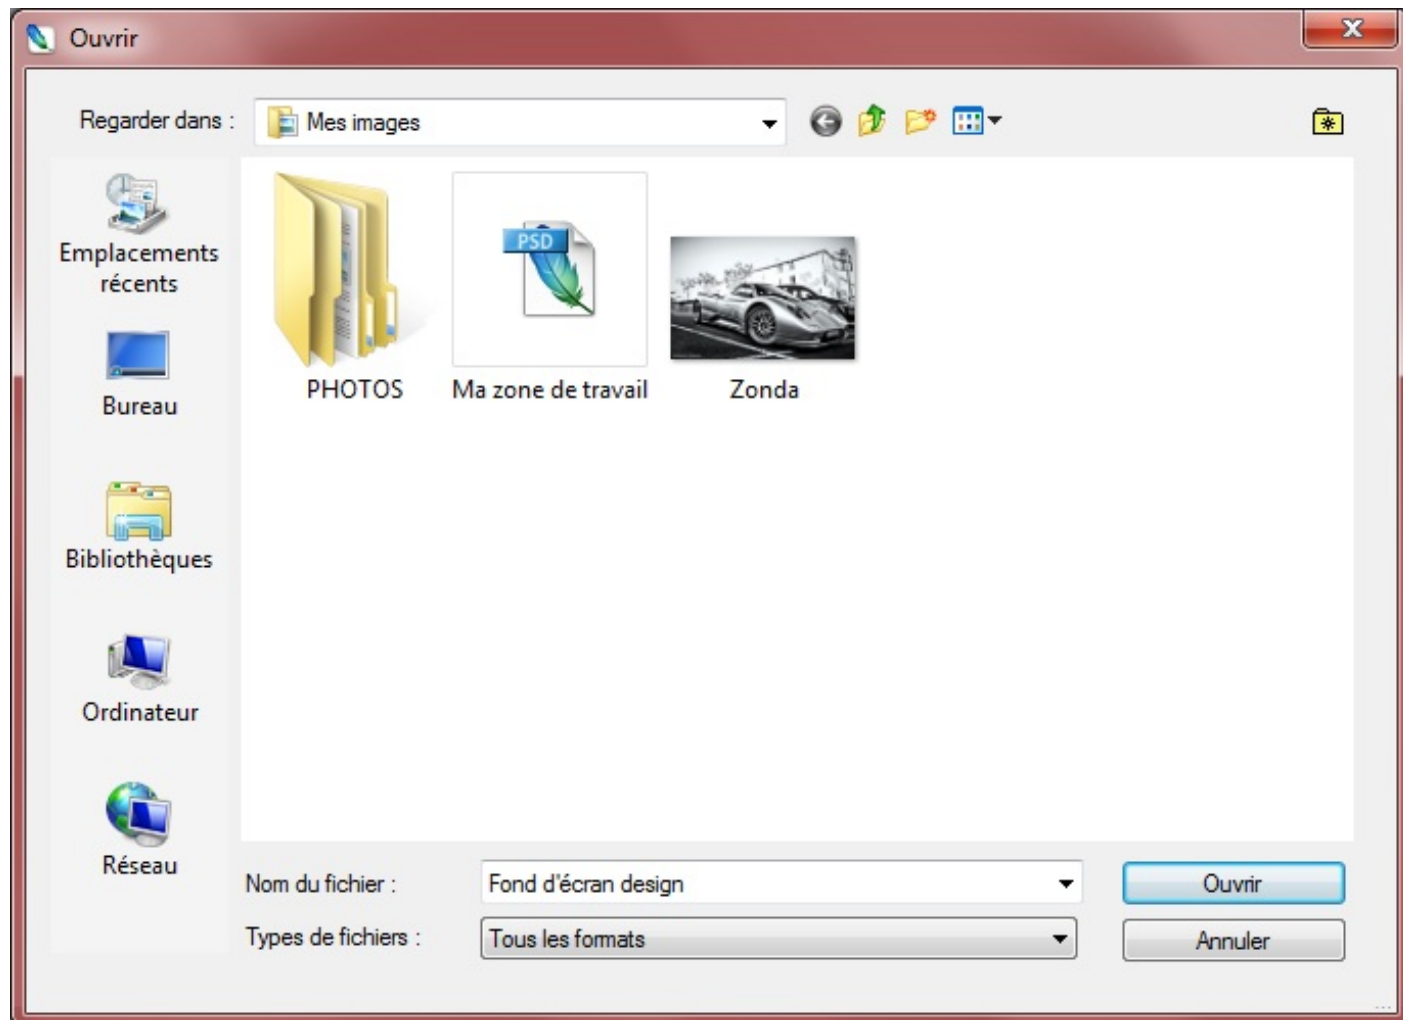 Ouvrir
Regarder dans :
Mes images
Emplacements
récents
Bureau
Bibliothèques
Ordinateur
Réseau
PHOTOS
PSD
Ma zone de travail
Zonda
Nom du fichier :
Fond d'écran design
Ouvrir
Types de fichiers :
Tous les formats
Annuler